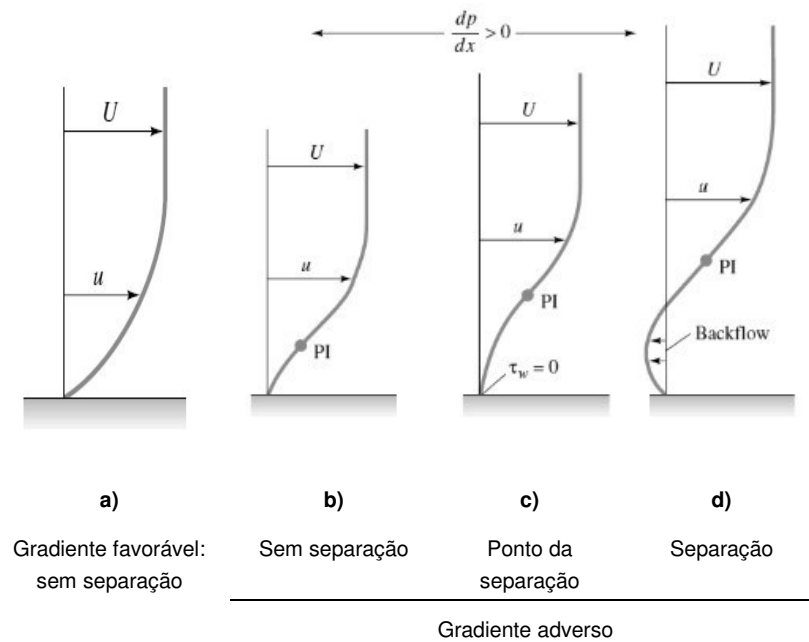 dp/dx > 0
U
u
U
u
PI
U
u
PI
τw = 0
U
u
PI
Backflow
a)
b)
c)
d)
Gradiente favorável:
sem separação
Sem separação
Ponto da
separação
Separação
Gradiente adverso